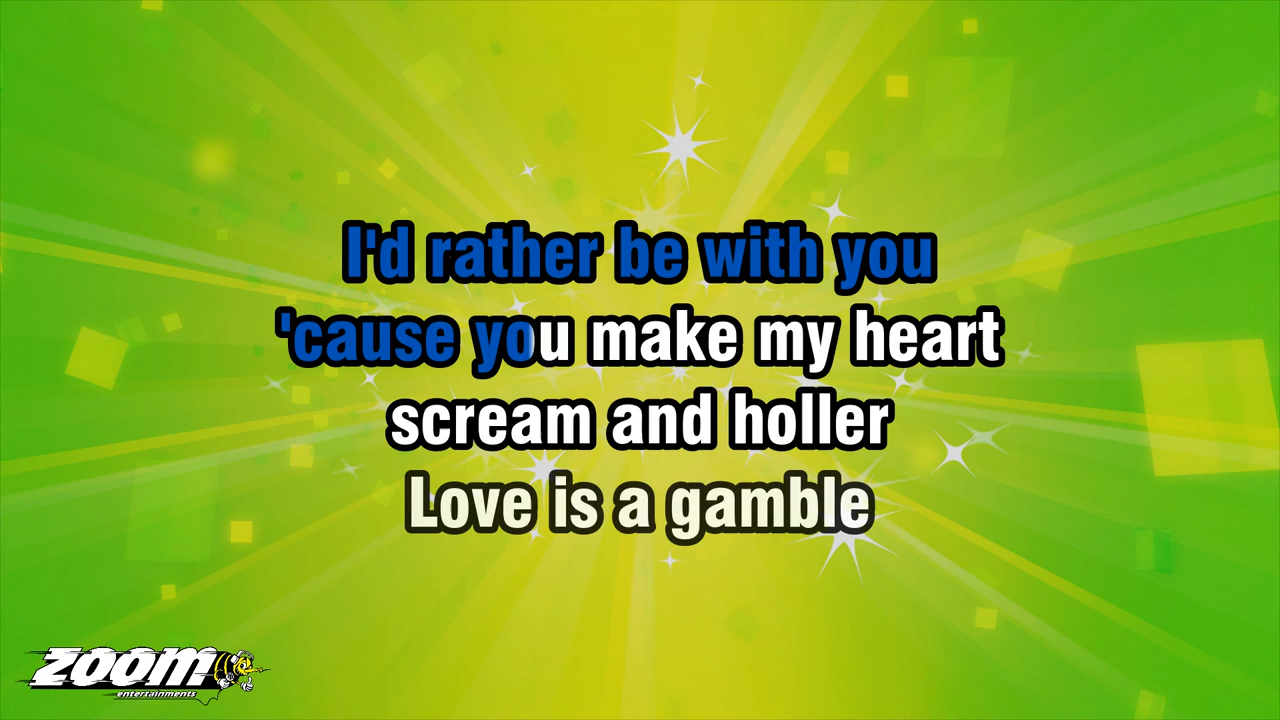 I'd rather be with you
'cause you make my heart
scream and holler
Love is a gamble
zoom
entertainments